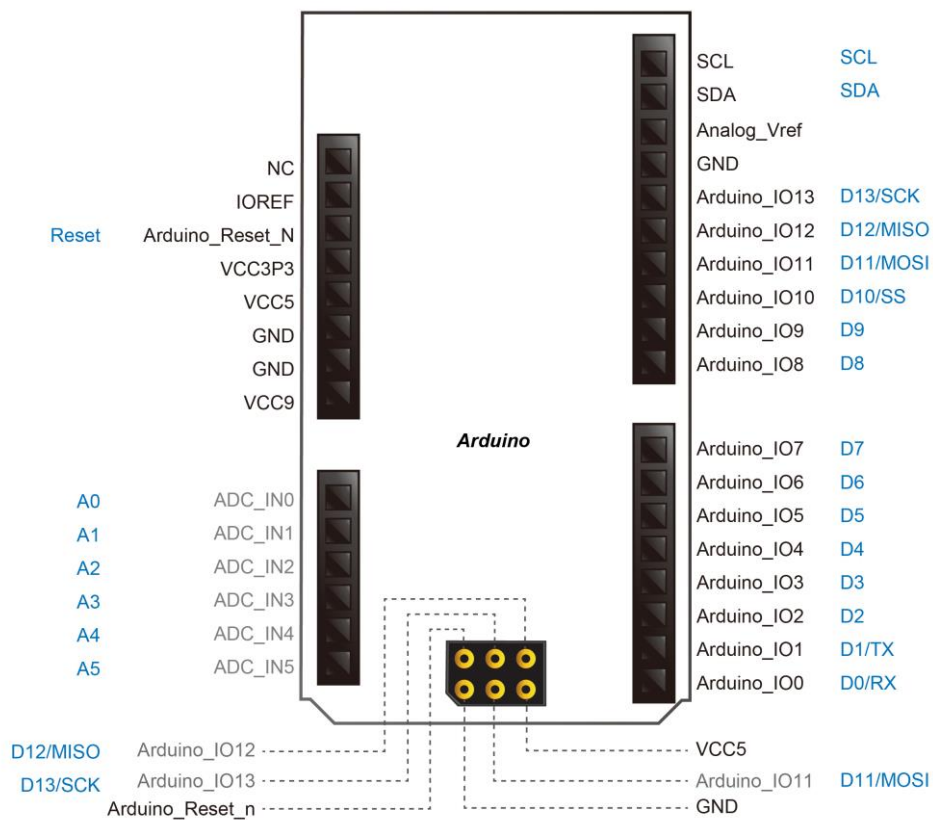 SCL SCL
SDA SDA
Analog_Vref
NC GND
IOREF Arduino_IO13 D13/SCK
Reset Arduino_Reset_N Arduino_IO12 D12/MISO
VCC3P3 Arduino_IO11 D11/MOSI
VCC5 Arduino_IO10 D10/SS
GND Arduino_IO9 D9
GND Arduino_IO8 D8
VCC9
Arduino
Arduino_IO7 D7
Arduino_IO6 D6
A0 ADC_IN0 Arduino_IO5 D5
A1 ADC_IN1 Arduino_IO4 D4
A2 ADC_IN2 Arduino_IO3 D3
A3 ADC_IN3 Arduino_IO2 D2
A4 ADC_IN4 Arduino_IO1 D1/TX
A5 ADC_IN5 Arduino_IO0 D0/RX
D12/MISO Arduino_IO12 VCC5
D13/SCK Arduino_IO13 Arduino_IO11 D11/MOSI
Arduino_Reset_n GND